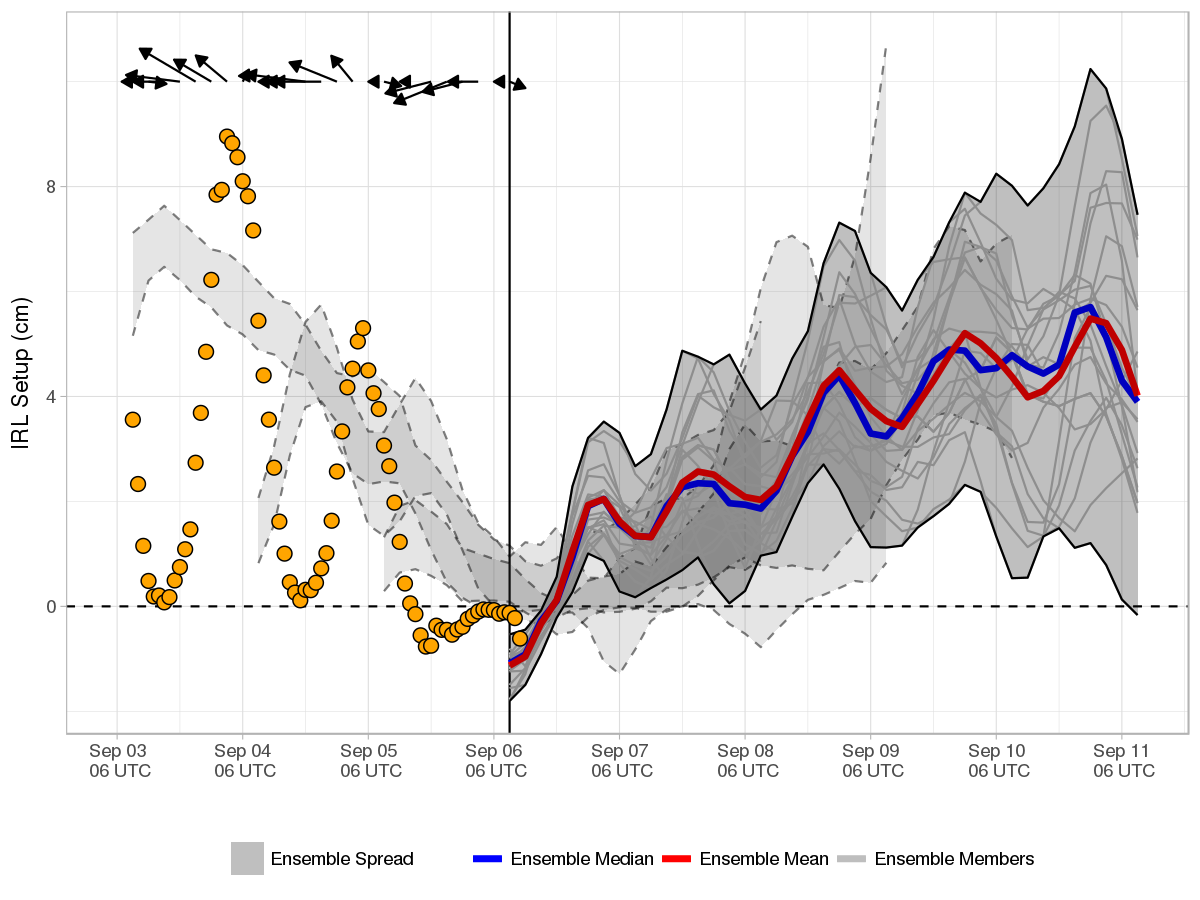 IRL Setup (cm)
8
4
0
Sep 03 Sep 04 Sep 05 Sep 06 Sep 07 Sep 08 Sep 09 Sep 10 Sep 11
06 UTC 06 UTC 06 UTC 06 UTC 06 UTC 06 UTC 06 UTC 06 UTC 06 UTC
Ensemble Spread Ensemble Median Ensemble Mean Ensemble Members